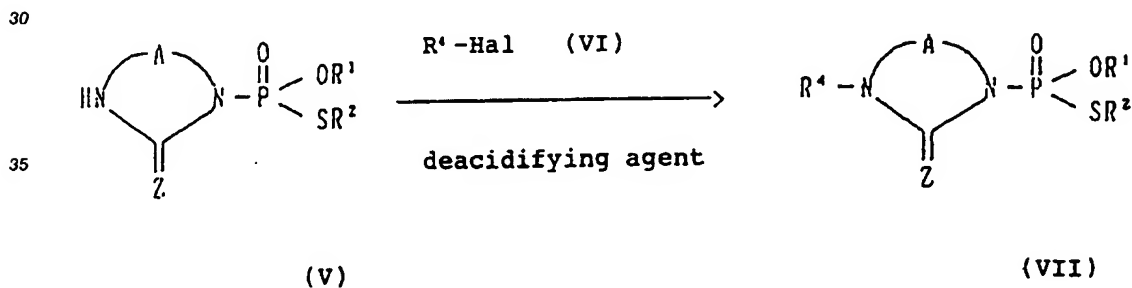 30
R⁴-Hal (VI)
HN A N-P O OR¹ SR² Z
R⁴-N A N-P O OR¹ SR² Z
35
deacidifying agent
(V)
(VII)